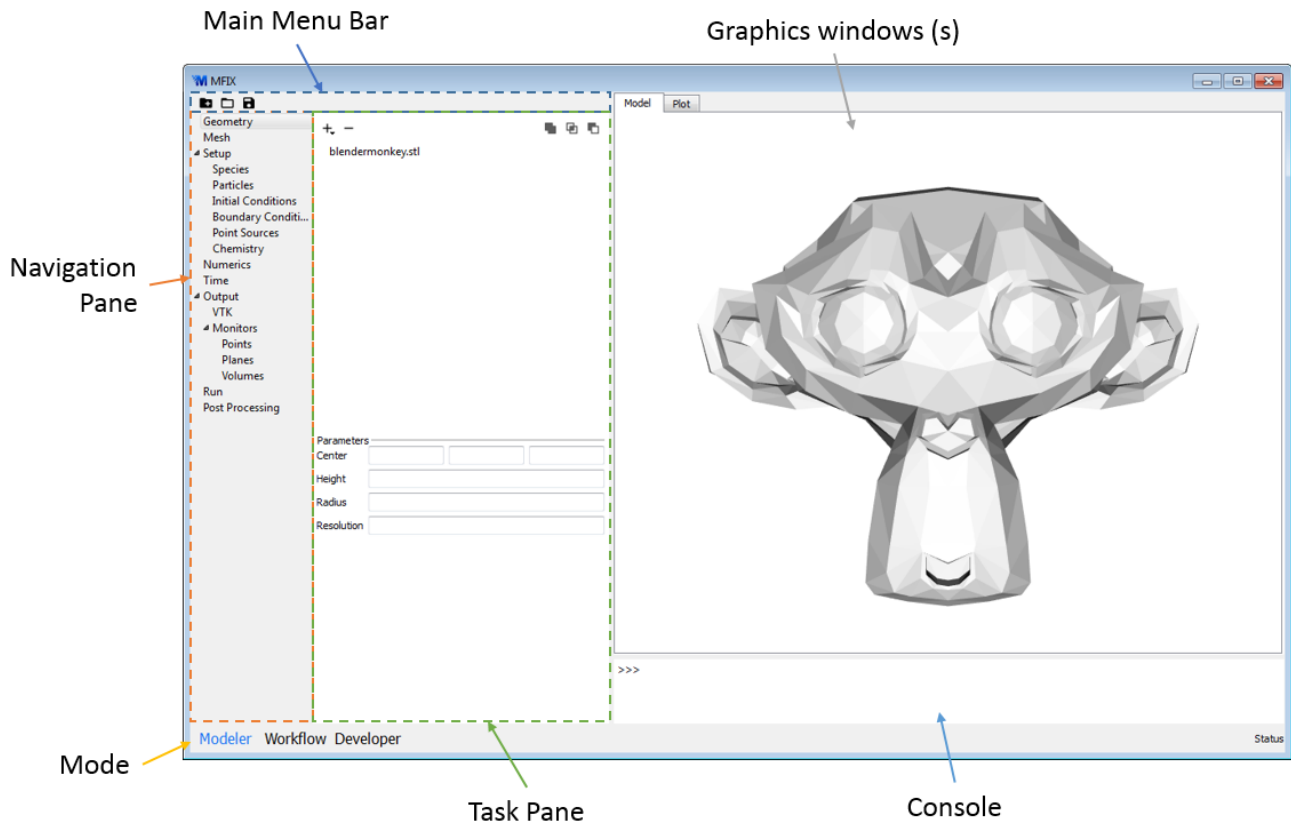 Main Menu Bar
Graphics windows (s)
MFIX
Model Plot
Geometry
Mesh
Setup
Species
Particles
Initial Conditions
Boundary Conditi...
Point Sources
Chemistry
Numerics
Time
Output
VTK
Monitors
Points
Planes
Volumes
Run
Post Processing
blendermonkey.stl
Navigation
Pane
Parameters
Center
Height
Radius
Resolution
>>>
Modeler Workflow Developer
Status
Mode
Task Pane
Console